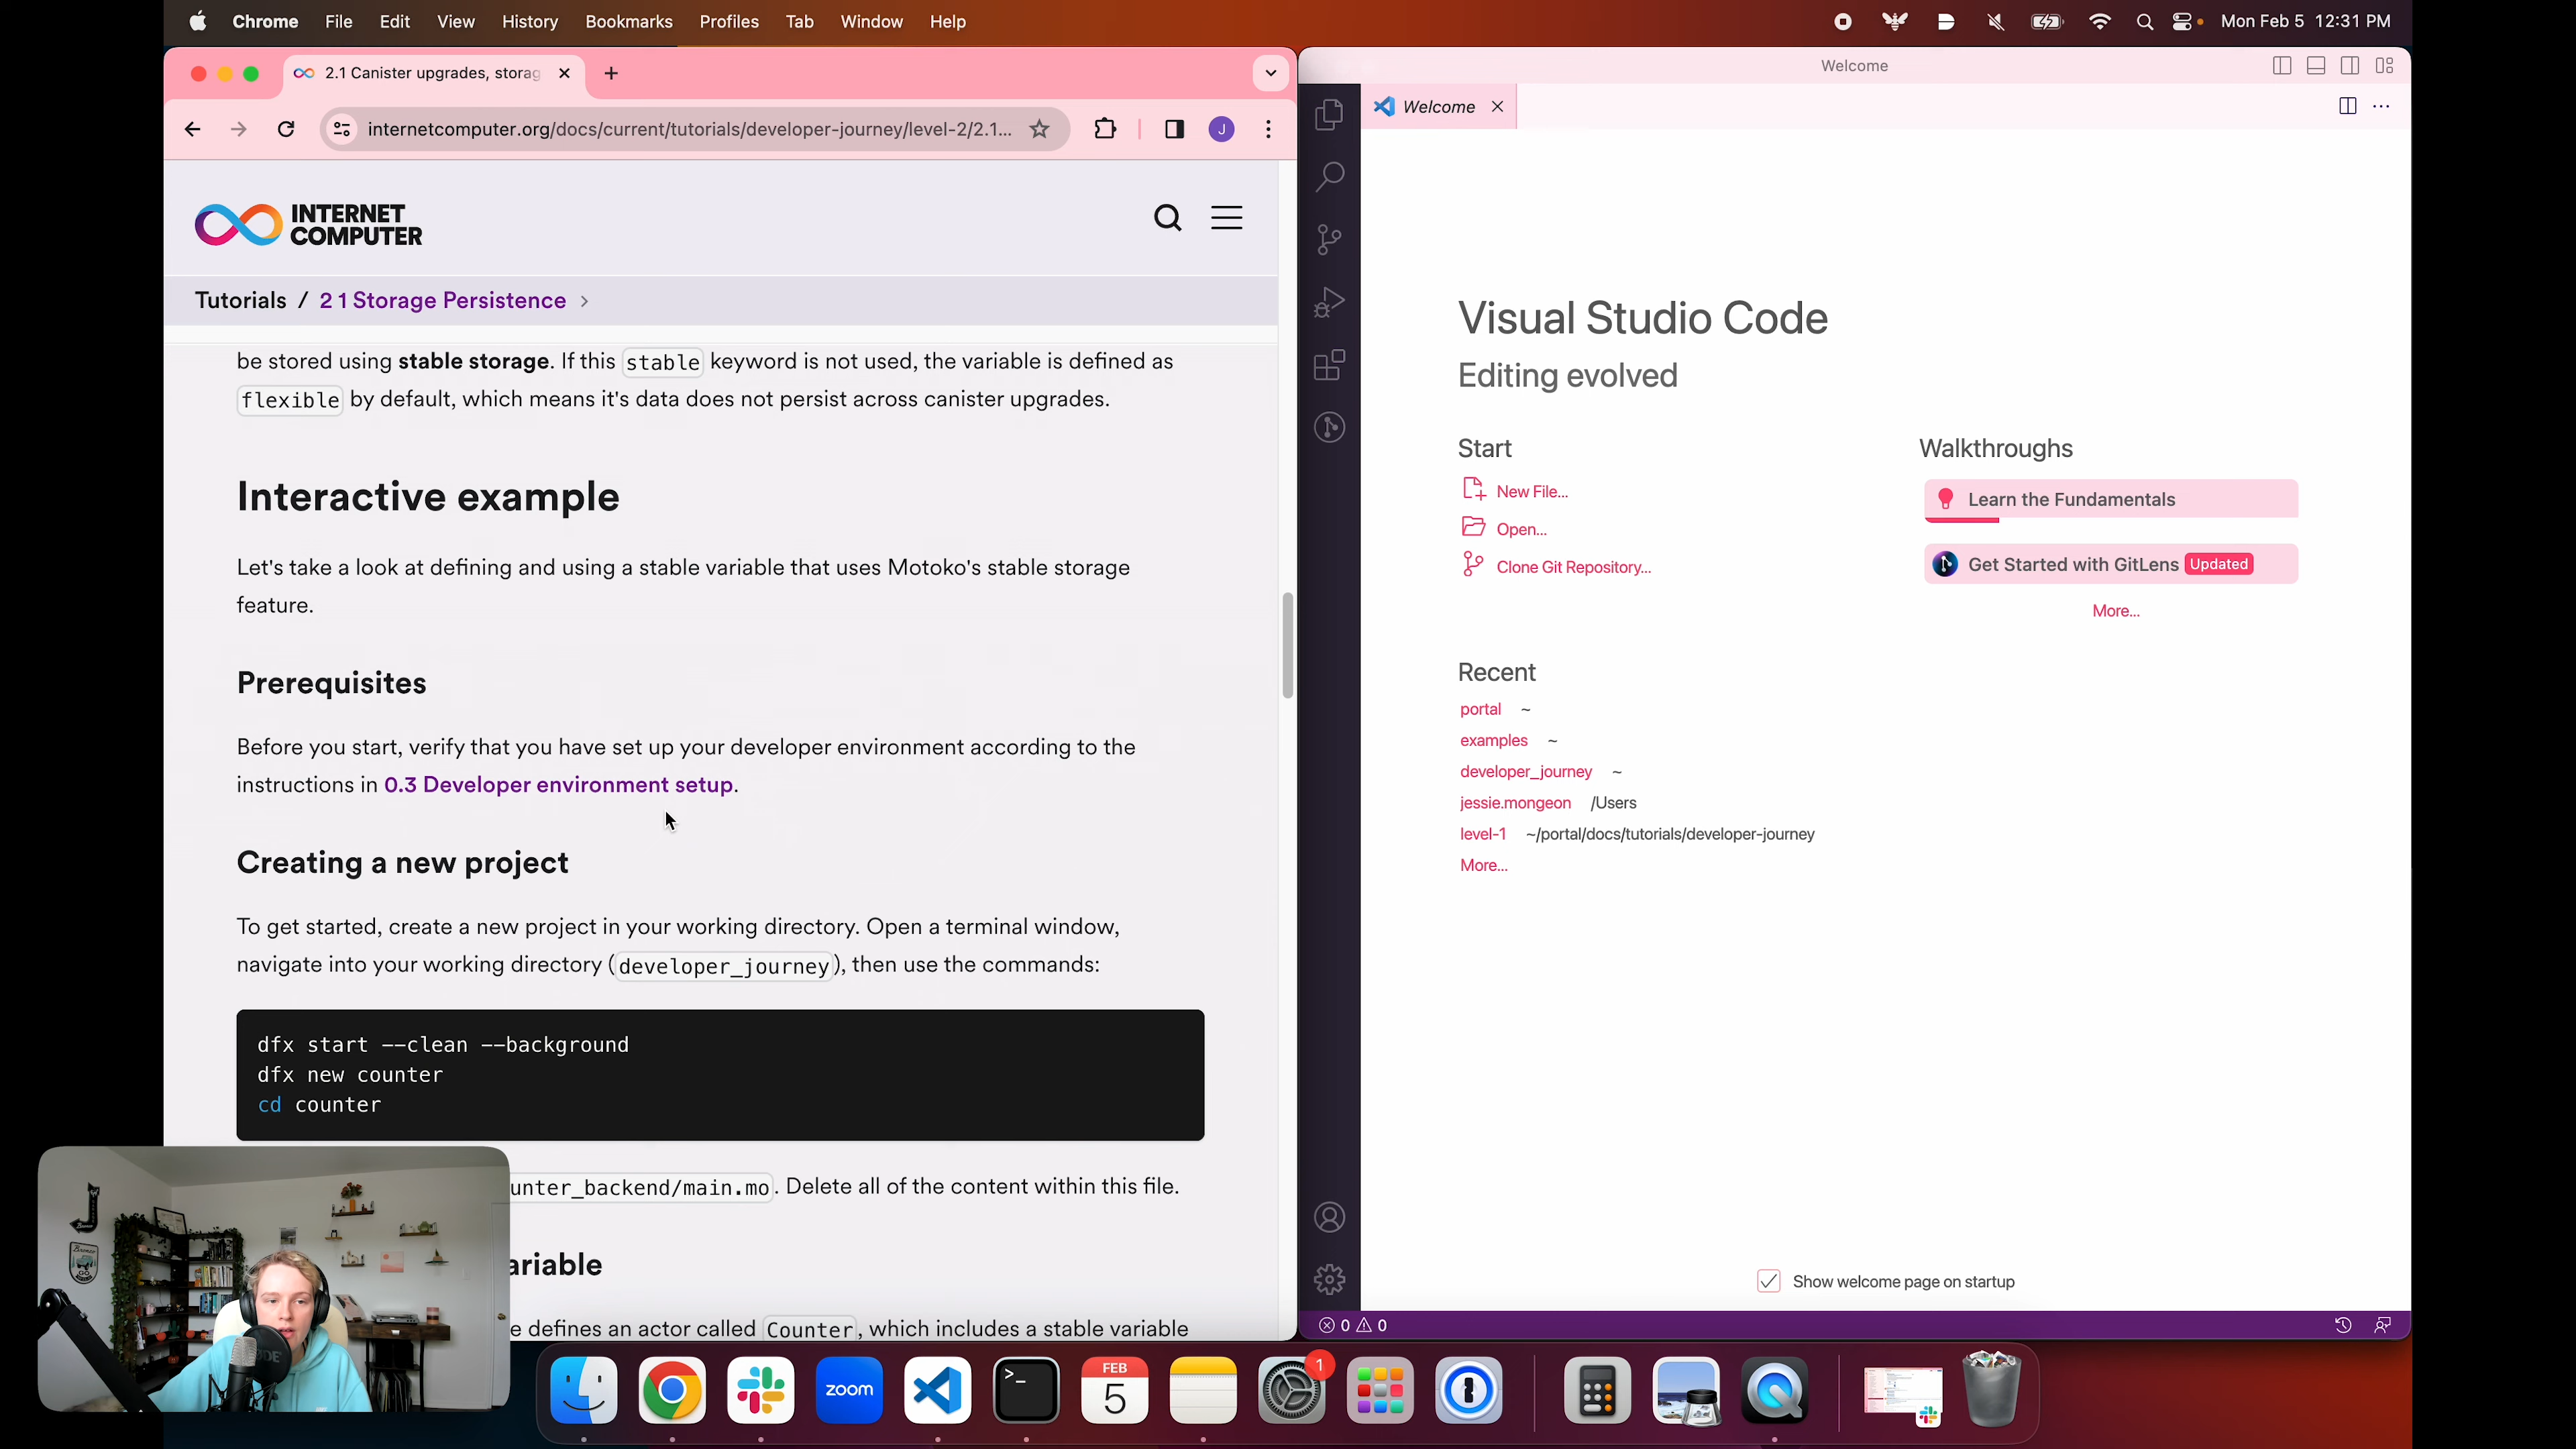 Chrome File Edit View History Bookmarks Profiles Tab Window Help
Mon Feb 5 12:31 PM
2.1 Canister upgrades, storag
internetcomputer.org/docs/current/tutorials/developer-journey/level-2/2.1...
J
INTERNET
COMPUTER
Tutorials / 2 1 Storage Persistence >
be stored using stable storage. If this stable keyword is not used, the variable is defined as
flexible by default, which means it's data does not persist across canister upgrades.
Interactive example
Let's take a look at defining and using a stable variable that uses Motoko's stable storage
feature.
Prerequisites
Before you start, verify that you have set up your developer environment according to the
instructions in 0.3 Developer environment setup.
Creating a new project
To get started, create a new project in your working directory. Open a terminal window,
navigate into your working directory (developer_journey), then use the commands:
dfx start --clean --background
dfx new counter
cd counter
unter_backend/main.mo. Delete all of the content within this file.
ariable
e defines an actor called Counter, which includes a stable variable
Welcome
Welcome
Visual Studio Code
Editing evolved
Start
New File...
Open...
Clone Git Repository...
Walkthroughs
Learn the Fundamentals
Get Started with GitLens Updated
More...
Recent
portal ~
examples ~
developer_journey ~
jessie.mongeon /Users
level-1 ~/portal/docs/tutorials/developer-journey
More...
Show welcome page on startup
0 0
zoom
>_
FEB
5
1